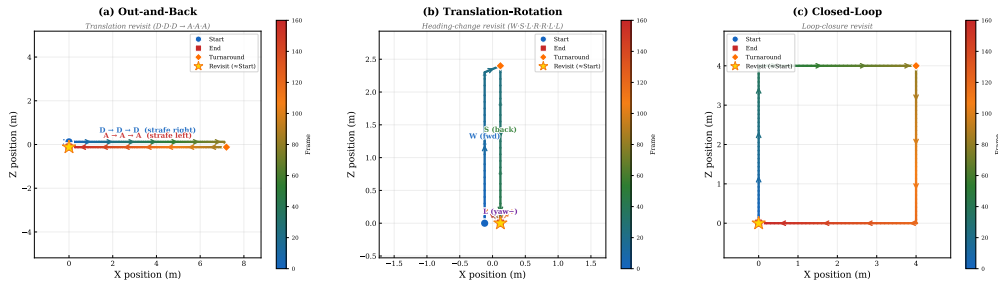 (a) Out-and-Back
Translation revisit (D·D·D → A·A·A)
Start
End
Turnaround
Revisit (≈Start)
D → D → D (strafe right)
A → A → A (strafe left)
Z position (m)
4
2
0
−2
−4
0 2 4 6 8
X position (m)
160
140
120
100
80
60
40
20
0
Frame
(b) Translation-Rotation
Heading-change revisit (W·S·L·R·R·L·L)
Start
End
Turnaround
Revisit (≈Start)
S (back)
W (fwd)
Z position (m)
2.5
2.0
1.5
1.0
0.5
0.0
−0.5
−1.5 −1.0 −0.5 0.0 0.5 1.0 1.5
X position (m)
160
140
120
100
80
60
40
20
0
Frame
(c) Closed-Loop
Loop-closure revisit
Start
End
Turnaround
Revisit (≈Start)
Z position (m)
4
3
2
1
0
0 1 2 3 4
X position (m)
160
140
120
100
80
60
40
20
0